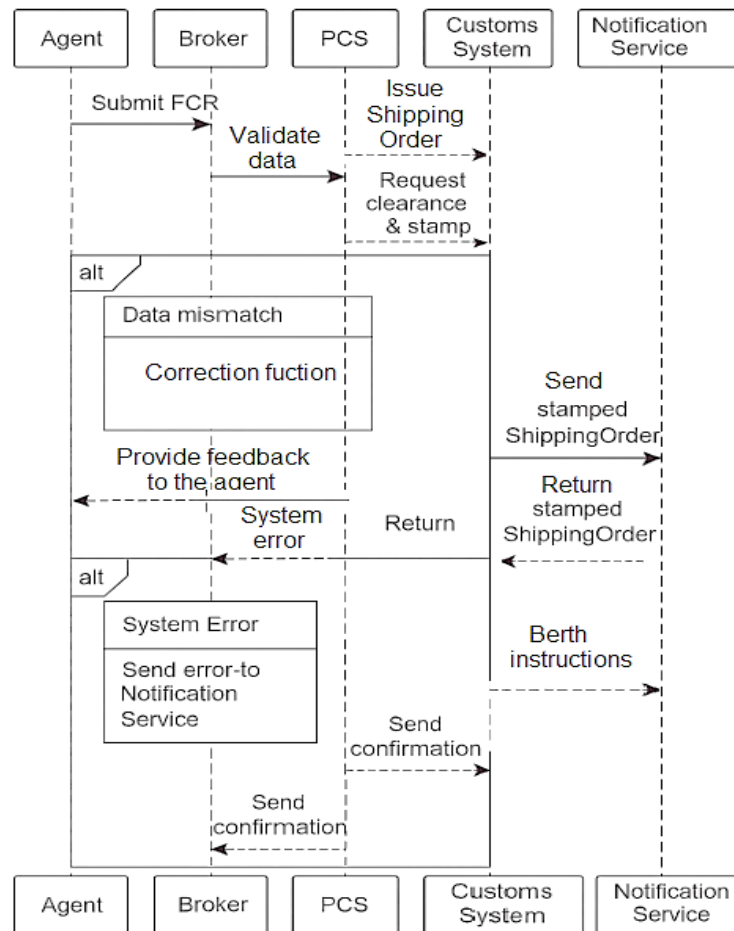 Agent
Broker
PCS
Customs
System
Notification
Service
Submit FCR
Issue
Shipping
Order
Validate
data
Request
clearance
& stamp
alt
Data mismatch
Correction fuction
Send
stamped
ShippingOrder
Provide feedback
to the agent
Return
stamped
ShippingOrder
System
error
Return
alt
System Error
Send error-to
Notification
Service
Berth
instructions
Send
confirmation
Send
confirmation
Agent
Broker
PCS
Customs
System
Notification
Service